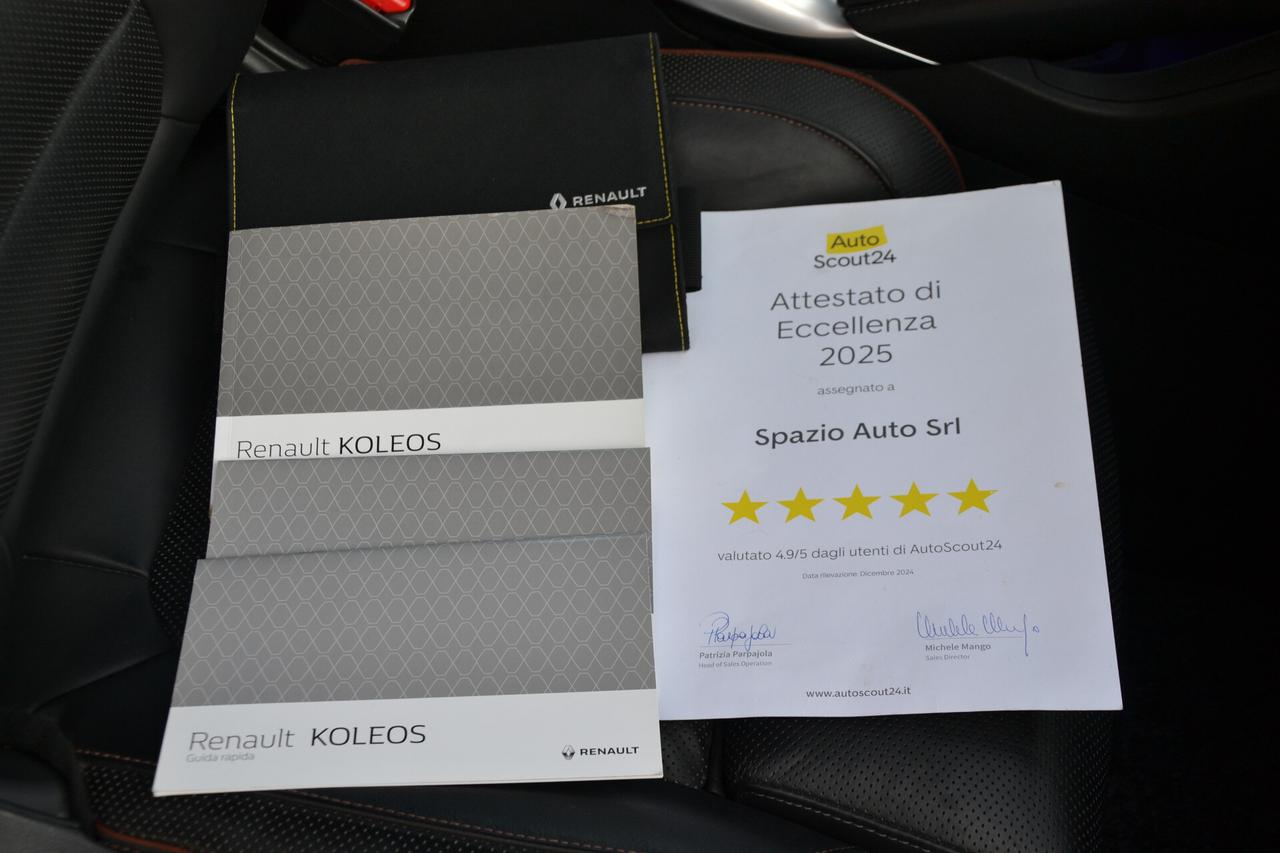 RENAULT
Renault KOLEOS
Renault KOLEOS
Guida rapida
RENAULT
Auto
Scout24
Attestato di
Eccellenza
2025
assegnato a
Spazio Auto Srl
valutato 4.9/5 dagli utenti di AutoScout24
Data rilevazione: Dicembre 2024
Patrizia Parpajola
Head of Sales Operation
Michele Mango
Sales Director
www.autoscout24.it